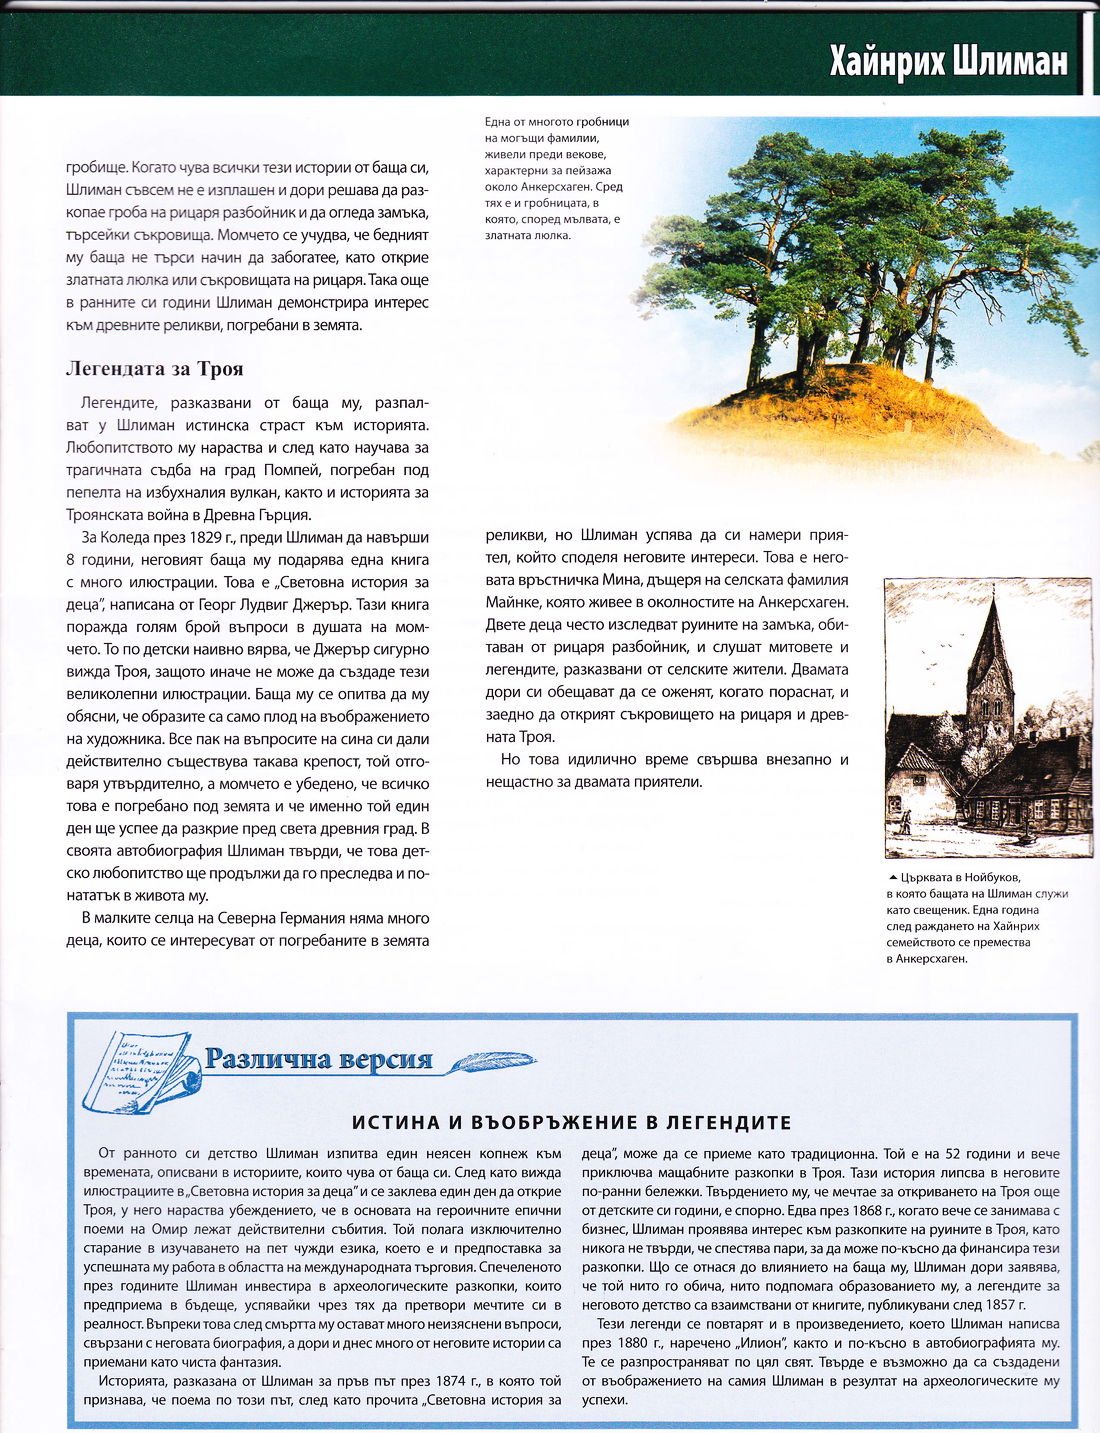 Хайнрих Шлиман
гробище. Когато чува всички тези истории от баща си,
Шлиман съвсем не е изплашен и дори решава да раз-
копае гроба на рицаря разбойник и да огледа замъка,
търсейки съкровища. Момчето се учудва, че бедният
му баща не търси начин да забогатее, като открие
златната люлка или съкровищата на рицаря. Така още
в ранните си години Шлиман демонстрира интерес
към древните реликви, погребани в земята.
Легендата за Троя
Легендите, разказвани от баща му, разпал-
ват у Шлиман истинска страст към историята.
Любопитството му нараства и след като научава за
трагичната съдба на град Помпей, погребан под
пепелта на избухналия вулкан, както и историята за
Троянската война в Древна Гърция.
За Коледа през 1829 г., преди Шлиман да навърши
8 години, неговият баща му подарява една книга
с много илюстрации. Това е „Световна история за
деца”, написана от Георг Лудвиг Джерър. Тази книга
поражда голям брой въпроси в душата на мом-
чето. То по детски наивно вярва, че Джерър сигурно
вижда Троя, защото иначе не може да създаде тези
великолепни илюстрации. Баща му се опитва да му
обясни, че образите са само плод на въображението
на художника. Все пак на въпросите на сина си дали
действително съществува такава крепост, той отго-
варя утвърдително, а момчето е убедено, че всичко
това е погребано под земята и че именно той един
ден ще успее да разкрие пред света древния град. В
своята автобиография Шлиман твърди, че това дет-
ско любопитство ще продължи да го преследва и по-
нататък в живота му.
В малките селца на Северна Германия няма много
деца, които се интересуват от погребаните в земята
Една от многото гробници
на могъщи фамилии,
живели преди векове,
характерни за пейзажа
около Анкерсхаген. Сред
тях е и гробницата, в
която, според мълвата, е
златната люлка.
реликви, но Шлиман успява да си намери прия-
тел, който споделя неговите интереси. Това е него-
вата връстничка Мина, дъщеря на селската фамилия
Майнке, която живее в околностите на Анкерсхаген.
Двете деца често изследват руините на замъка, оби-
таван от рицаря разбойник, и слушат митовете и
легендите, разказвани от селските жители. Двамата
дори си обещават да се оженят, когато пораснат, и
заедно да открият съкровището на рицаря и древ-
ната Троя.
Но това идилично време свършва внезапно и
нещастно за двамата приятели.
Църквата в Нойбуков,
в която бащата на Шлиман служи
като свещеник. Една година
след раждането на Хайнрих
семейството се премества
в Анкерсхаген.
Различна версия
ИСТИНА И ВЪОБРЪЖЕНИЕ В ЛЕГЕНДИТЕ
От ранното си детство Шлиман изпитва един неясен копнеж към
времената, описвани в историите, които чува от баща си. След като вижда
илюстрациите в „Световна история за деца” и се заклева един ден да открие
Троя, у него нараства убеждението, че в основата на героичните епични
поеми на Омир лежат действителни събития. Той полага изключително
старание в изучаването на пет чужди езика, което е и предпоставка за
успешната му работа в областта на международната търговия. Спечеленото
през годините Шлиман инвестира в археологическите разкопки, които
предприема в бъдеще, успявайки чрез тях да претвори мечтите си в
реалност. Въпреки това след смъртта му остават много неизяснени въпроси,
свързани с неговата биография, а дори и днес много от неговите истории са
приемани като чиста фантазия.
Историята, разказана от Шлиман за пръв път през 1874 г., в която той
признава, че поема по този път, след като прочита „Световна история за
деца”, може да се приеме като традиционна. Той е на 52 години и вече
приключва мащабните разкопки в Троя. Тази история липсва в неговите
по-ранни бележки. Твърдението му, че мечтае за откриването на Троя още
от детските си години, е спорно. Едва през 1868 г., когато вече се занимава с
бизнес, Шлиман проявява интерес към разкопките на руините в Троя, като
никога не твърди, че спестява пари, за да може по-късно да финансира тези
разкопки. Що се отнася до влиянието на баща му, Шлиман дори заявява,
че той нито го обича, нито подпомага образованието му, а легендите за
неговото детство са взаимствани от книгите, публикувани след 1857 г.
Тези легенди се повтарят и в произведението, което Шлиман написва
през 1880 г., наречено „Илион”, както и по-късно в автобиографията му.
Те се разпространяват по цял свят. Твърде е възможно да са създадени
от въображението на самия Шлиман в резултат на археологическите му
успехи.